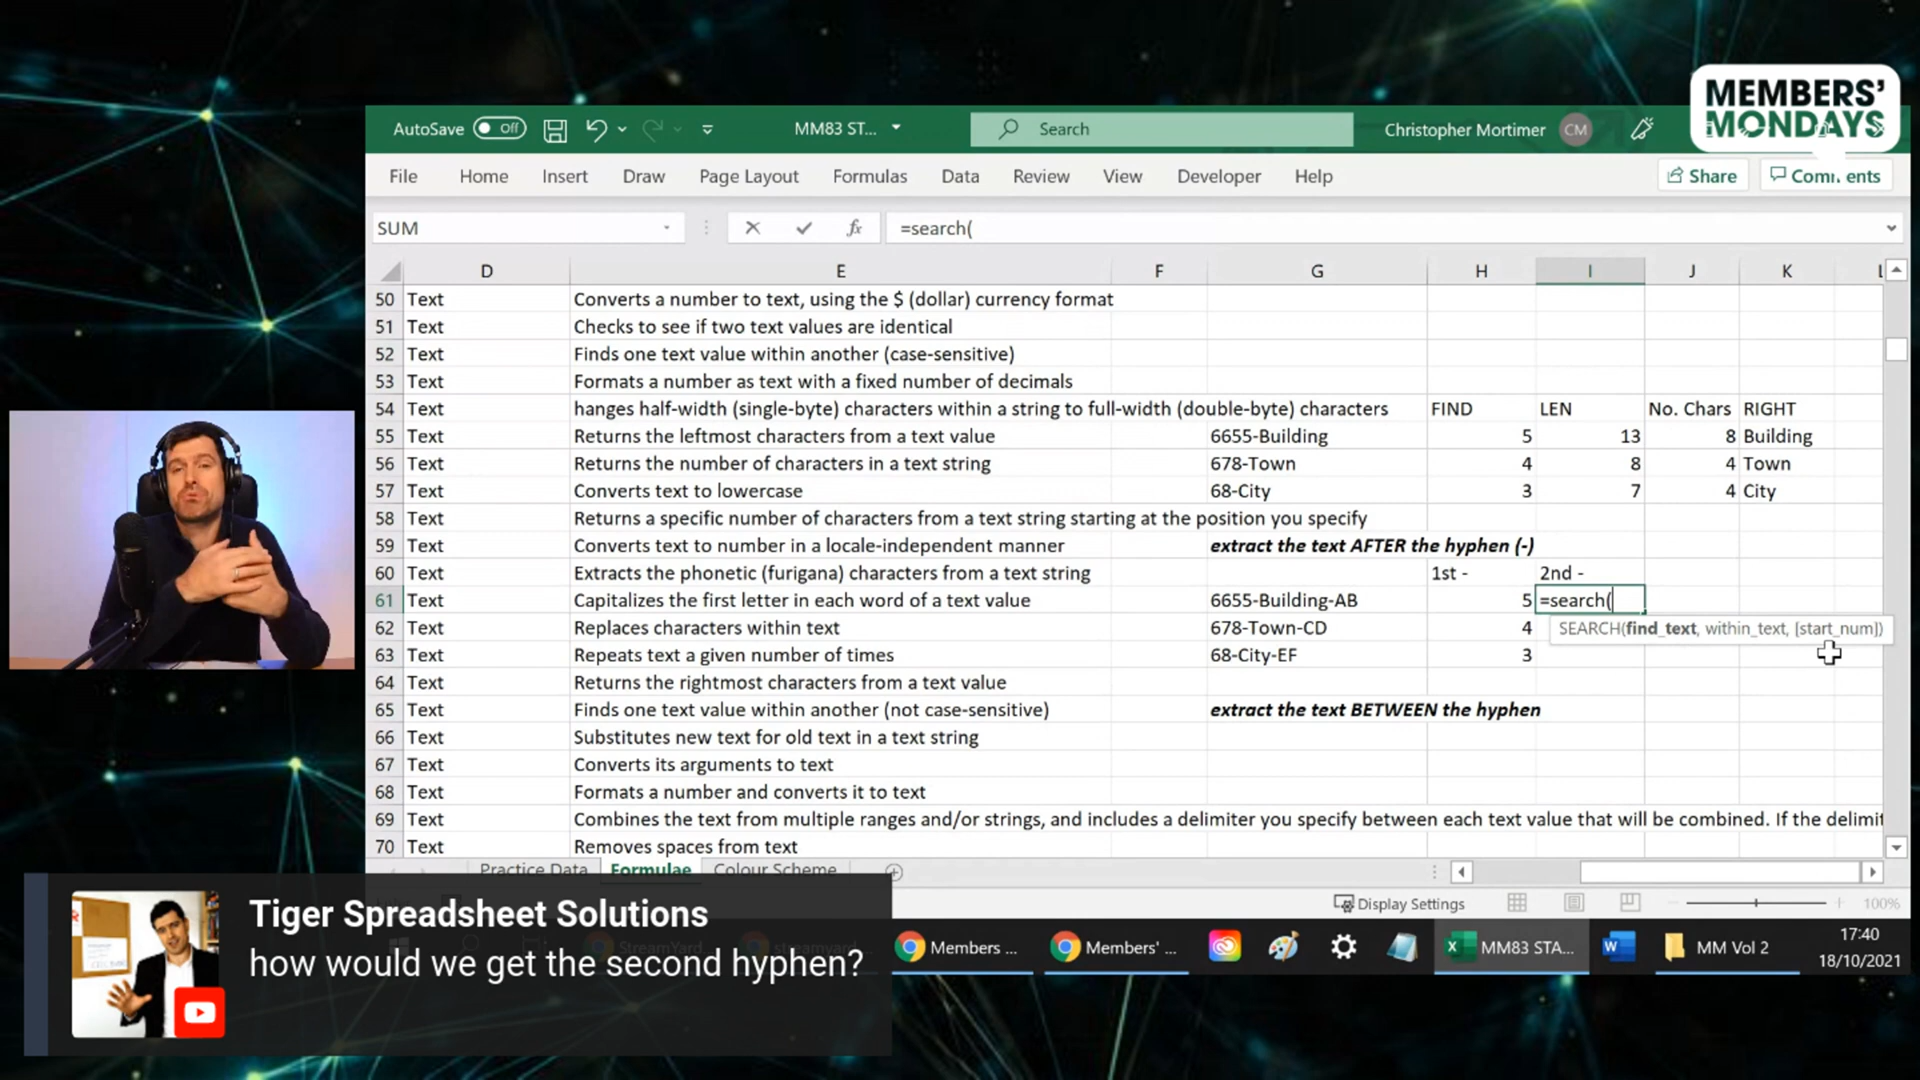 MEMBERS'
MONDAYS
AutoSave Off MM83 ST... Search Christopher Mortimer CM
File Home Insert Draw Page Layout Formulas Data Review View Developer Help Share
SUM fx =search(
D E F G H I J K
50 Text Converts a number to text, using the $ (dollar) currency format
51 Text Checks to see if two text values are identical
52 Text Finds one text value within another (case-sensitive)
53 Text Formats a number as text with a fixed number of decimals
54 Text hanges half-width (single-byte) characters within a string to full-width (double-byte) characters FIND LEN No. Chars RIGHT
55 Text Returns the leftmost characters from a text value 6655-Building 5 13 8 Building
56 Text Returns the number of characters in a text string 678-Town 4 8 4 Town
57 Text Converts text to lowercase 68-City 3 7 4 City
58 Text Returns a specific number of characters from a text string starting at the position you specify
59 Text Converts text to number in a locale-independent manner extract the text AFTER the hyphen (-)
60 Text Extracts the phonetic (furigana) characters from a text string 1st - 2nd -
61 Text Capitalizes the first letter in each word of a text value 6655-Building-AB 5 =search(
62 Text Replaces characters within text 678-Town-CD 4 SEARCH(find_text, within_text, [start_num])
63 Text Repeats text a given number of times 68-City-EF 3
64 Text Returns the rightmost characters from a text value
65 Text Finds one text value within another (not case-sensitive) extract the text BETWEEN the hyphen
66 Text Substitutes new text for old text in a text string
67 Text Converts its arguments to text
68 Text Formats a number and converts it to text
69 Text Combines the text from multiple ranges and/or strings, and includes a delimiter you specify between each text value that will be combined. If the delimit
70 Text Removes spaces from text
Practice Data Formulae Colour Scheme
Display Settings 100%
Tiger Spreadsheet Solutions
how would we get the second hyphen?
Members ... Members' ... MM83 STA... MM Vol 2
17:40
18/10/2021